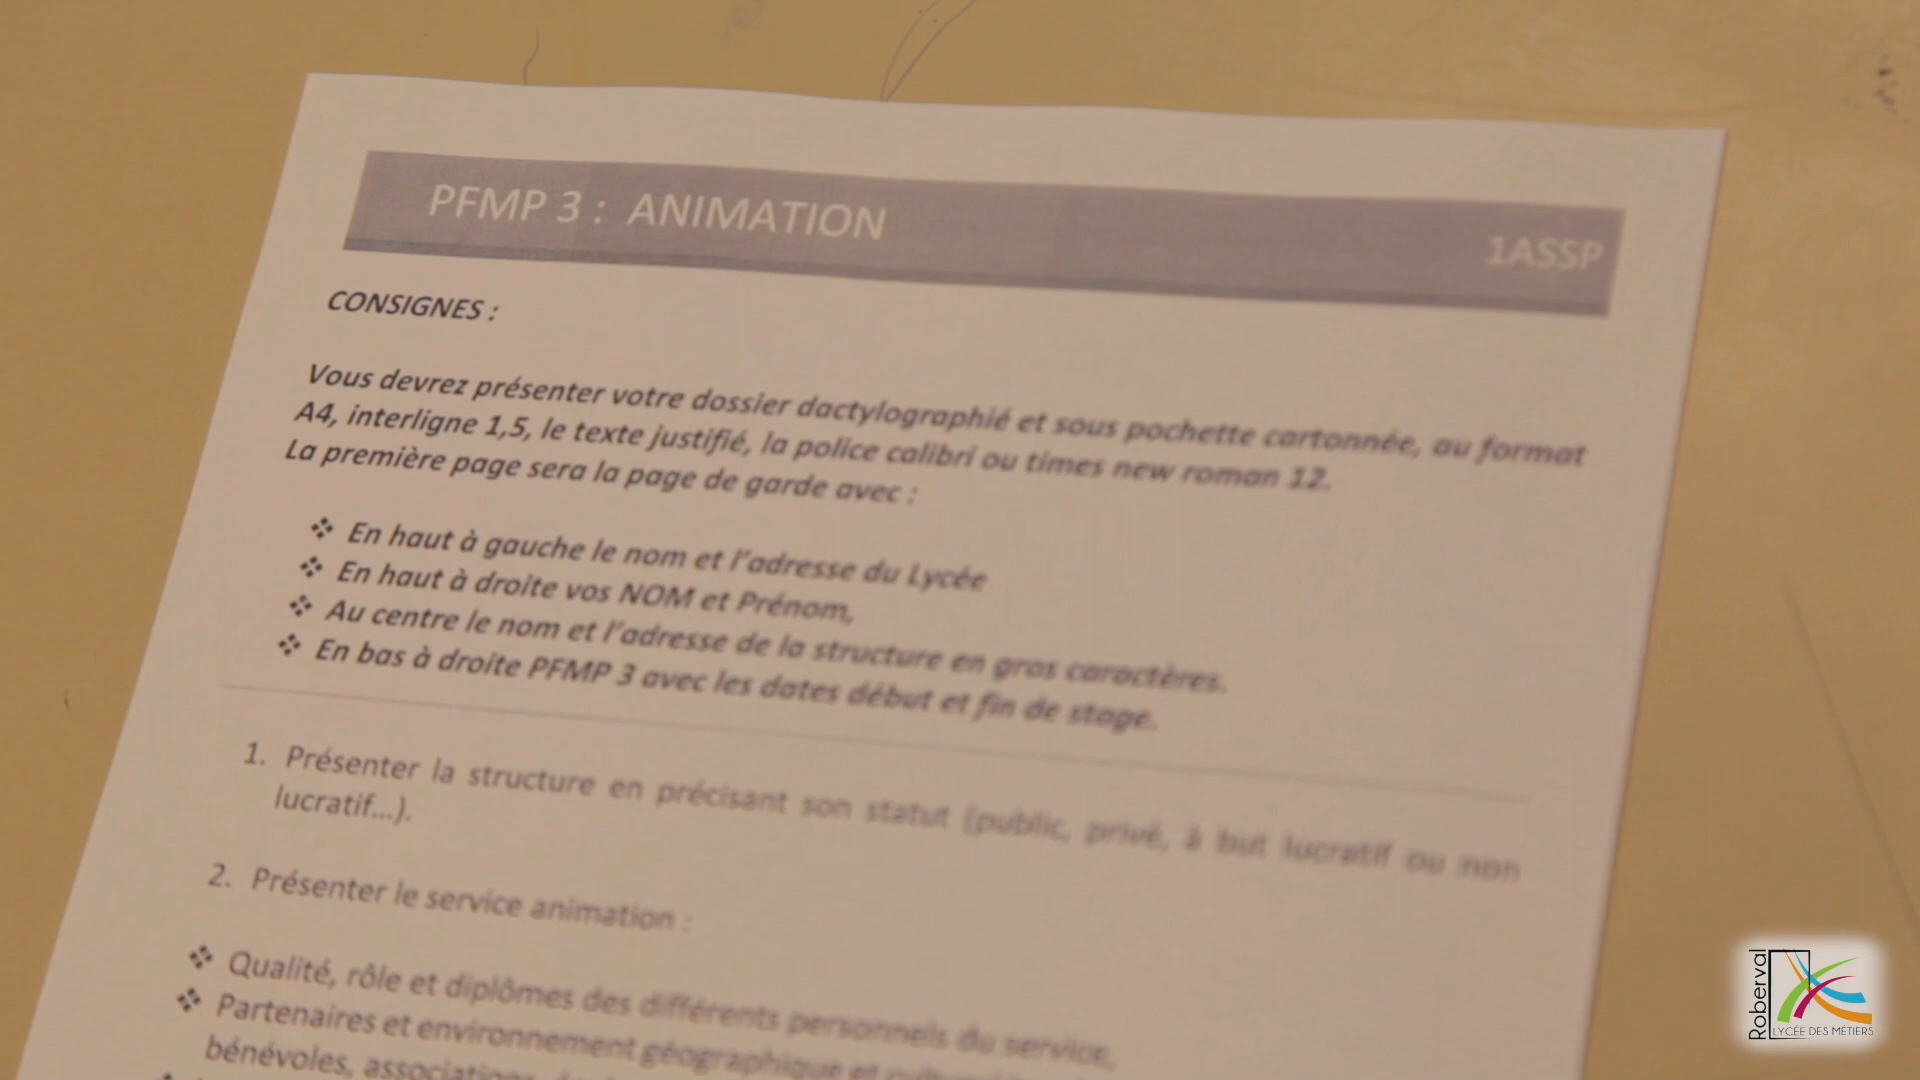 PFMP 3 : ANIMATION
1ASSP
CONSIGNES :
Vous devrez présenter votre dossier dactylographié et sous pochette cartonnée, au format
A4, interligne 1,5, le texte justifié, la police calibri ou times new roman 12.
La première page sera la page de garde avec :
❖ En haut à gauche le nom et l’adresse du Lycée
❖ En haut à droite vos NOM et Prénom,
❖ Au centre le nom et l’adresse de la structure en gros caractères.
❖ En bas à droite PFMP 3 avec les dates début et fin de stage.
1. Présenter la structure en précisant son statut (public, privé, à but lucratif ou non
lucratif...).
2. Présenter le service animation :
❖ Qualité, rôle et diplômes des différents personnels du service,
❖ Partenaires et environnement géographique et
bénévoles, associations,
Roberval
LYCÉE DES MÉTIERS